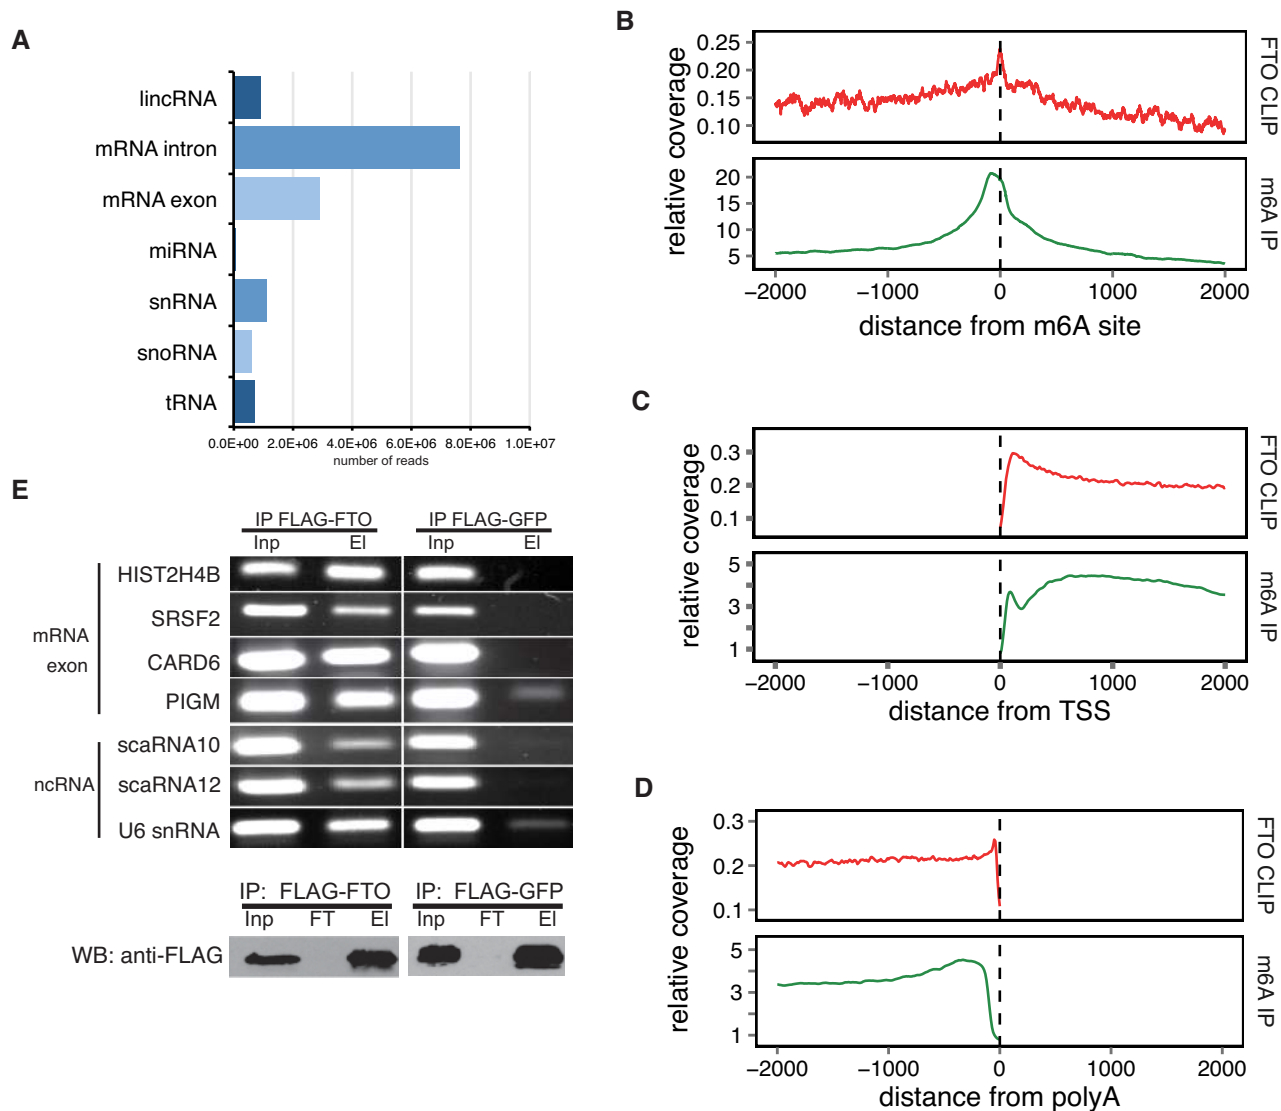 A
lincRNA
mRNA intron
mRNA exon
miRNA
snRNA
snoRNA
tRNA
0.0E+00 2.0E+06 4.0E+06 6.0E+06 8.0E+06 1.0E+07
number of reads
B
relative coverage
0.25
0.20
0.15
0.10
FTO CLIP
20
15
10
5
m6A IP
−2000 −1000 0 1000 2000
distance from m6A site
C
relative coverage
0.3
0.2
0.1
FTO CLIP
5
3
1
m6A IP
−2000 −1000 0 1000 2000
distance from TSS
D
relative coverage
0.3
0.2
0.1
FTO CLIP
5
3
1
m6A IP
−2000 −1000 0 1000 2000
distance from polyA
E
IP FLAG-FTO IP FLAG-GFP
Inp El Inp El
mRNA
exon
HIST2H4B
SRSF2
CARD6
PIGM
ncRNA
scaRNA10
scaRNA12
U6 snRNA
IP: FLAG-FTO IP: FLAG-GFP
Inp FT El Inp FT El
WB: anti-FLAG